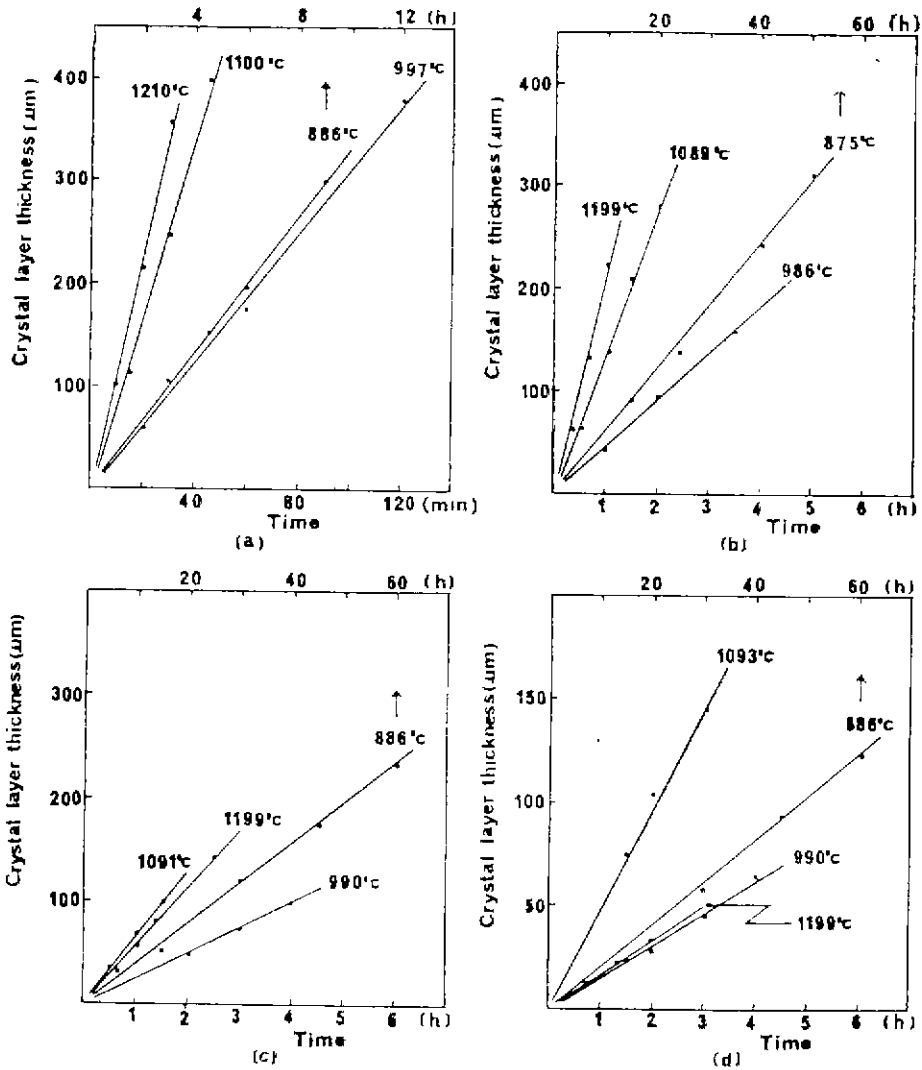 4 8 12 (h)
Crystal layer thickness(μm)
400
300
200
100
1210°C
1100°C
997°C
↑
886°C
40 80 120 (min)
Time
(a)
20 40 60 (h)
Crystal layer thickness(μm)
400
300
200
100
1199°C
1089°C
↑
875°C
986°C
1 2 3 4 5 6 (h)
Time
(b)
20 40 60 (h)
Crystal layer thickness(μm)
300
200
100
1091°C
1199°C
↑
886°C
990°C
1 2 3 4 5 6 (h)
Time
(c)
20 40 60 (h)
Crystal layer thickness(μm)
150
100
50
1093°C
↑
886°C
990°C
1199°C
1 2 3 4 5 6 (h)
Time
(d)